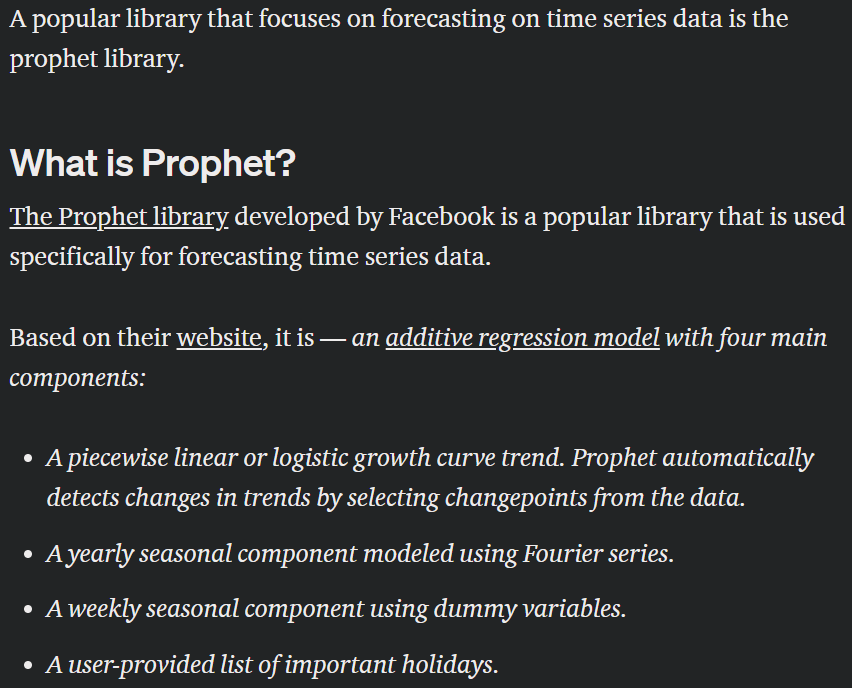 A popular library that focuses on forecasting on time series data is the
prophet library.
What is Prophet?
The Prophet library developed by Facebook is a popular library that is used
specifically for forecasting time series data.
Based on their website, it is — an additive regression model with four main
components:
• A piecewise linear or logistic growth curve trend. Prophet automatically
detects changes in trends by selecting changepoints from the data.
• A yearly seasonal component modeled using Fourier series.
• A weekly seasonal component using dummy variables.
• A user-provided list of important holidays.